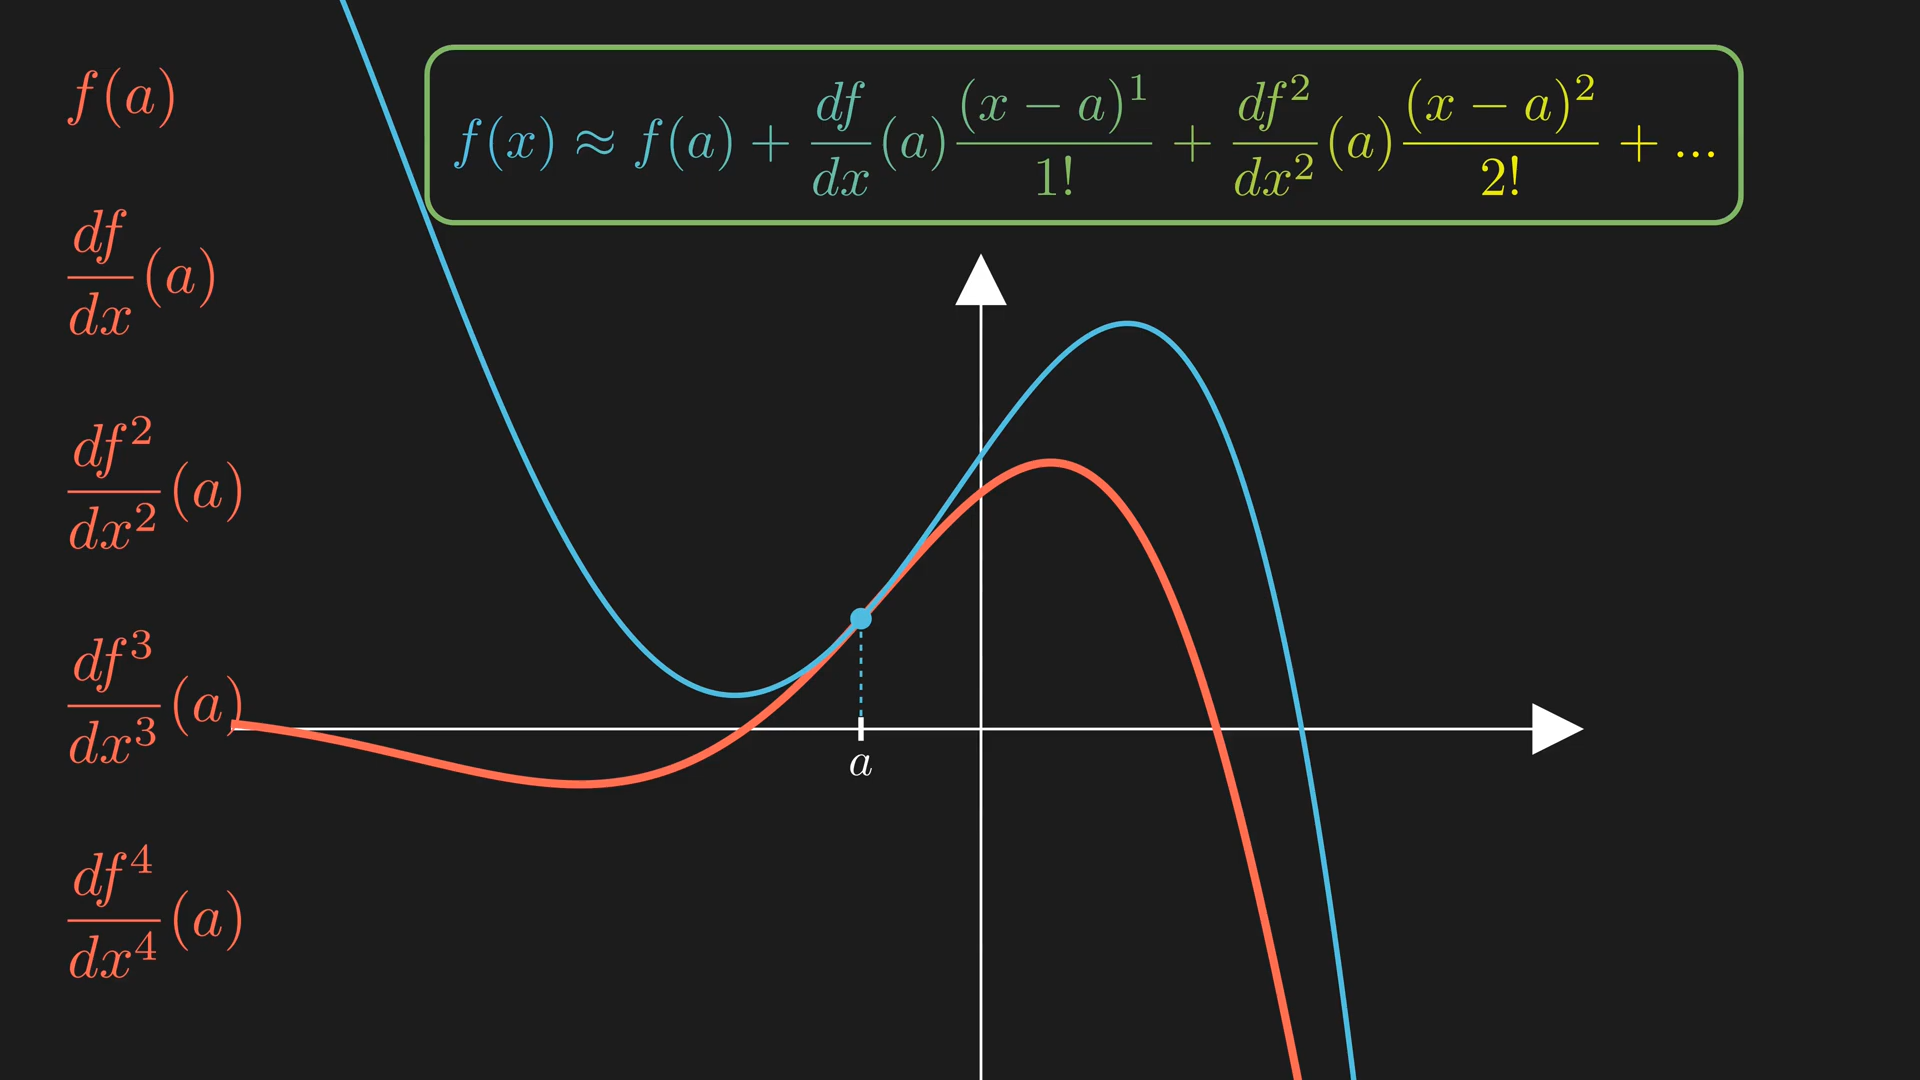 f(a)
f(x) ≈ f(a) + df/dx (a) (x − a)^1/1! + df^2/dx^2 (a) (x − a)^2/2! + ...
df/dx (a)
df^2/dx^2 (a)
df^3/dx^3 (a)
a
df^4/dx^4 (a)